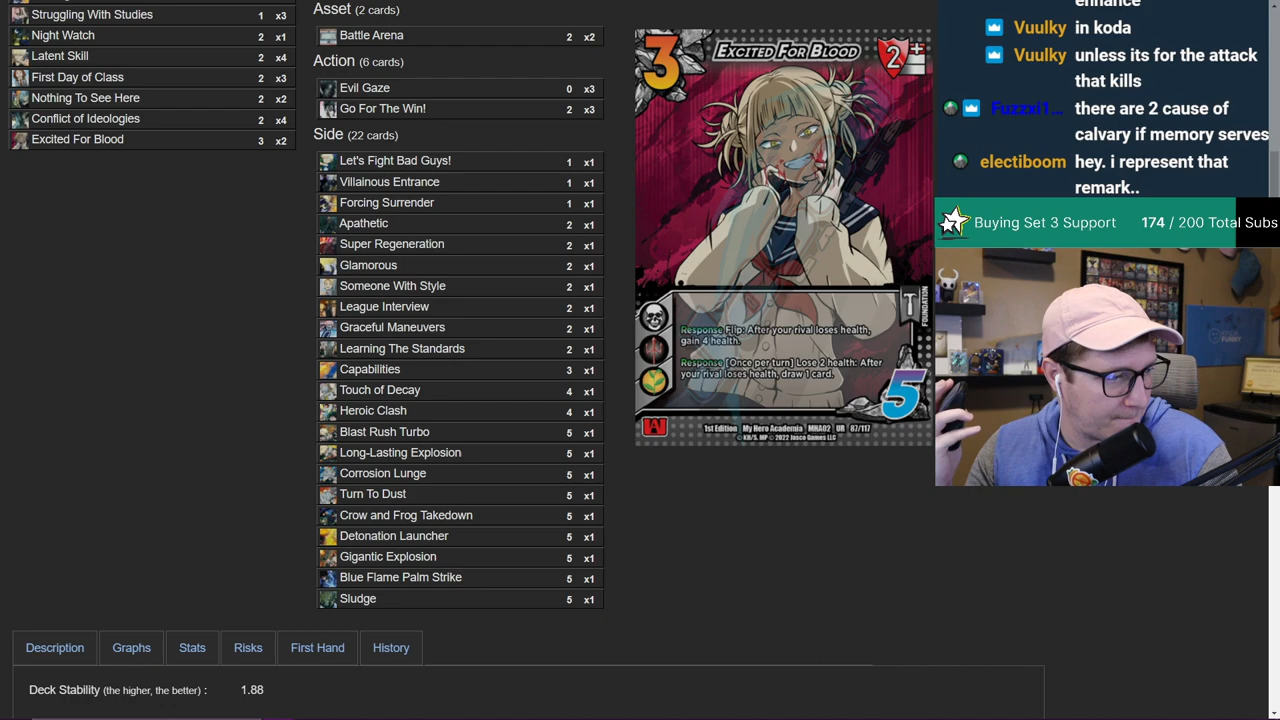 Struggling With Studies 1 x3
Night Watch 2 x1
Latent Skill 2 x4
First Day of Class 2 x3
Nothing To See Here 2 x2
Conflict of Ideologies 2 x4
Excited For Blood 3 x2
Asset (2 cards)
Battle Arena 2 x2
Action (6 cards)
Evil Gaze 0 x3
Go For The Win! 2 x3
Side (22 cards)
Let's Fight Bad Guys! 1 x1
Villainous Entrance 1 x1
Forcing Surrender 1 x1
Apathetic 2 x1
Super Regeneration 2 x1
Glamorous 2 x1
Someone With Style 2 x1
League Interview 2 x1
Graceful Maneuvers 2 x1
Learning The Standards 2 x1
Capabilities 3 x1
Touch of Decay 4 x1
Heroic Clash 4 x1
Blast Rush Turbo 5 x1
Long-Lasting Explosion 5 x1
Corrosion Lunge 5 x1
Turn To Dust 5 x1
Crow and Frog Takedown 5 x1
Detonation Launcher 5 x1
Gigantic Explosion 5 x1
Blue Flame Palm Strike 5 x1
Sludge 5 x1
3 Excited For Blood 2 +
FOUNDATION
Response Flip: After your rival loses health,
gain 4 health.
Response [Once per turn] Lose 2 health: After
your rival loses health, draw 1 card.
5
1st Edition My Hero Academia MHA02 UR 87/117
© KH/S. MP © 2022 Jasco Games LLC
enhance
Vuulky in koda
Vuulky unless its for the attack
that kills
Fuzzxi1... there are 2 cause of
calvary if memory serves
electiboom hey. i represent that
remark..
Buying Set 3 Support 174 / 200 Total Subs
Description Graphs Stats Risks First Hand History
Deck Stability (the higher, the better) : 1.88